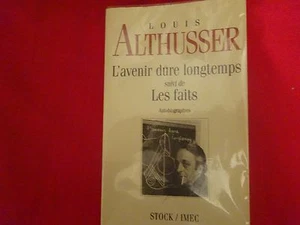 LOUIS
ALTHUSSER
L'avenir dure longtemps
suivi de
Les faits
Autobiographies
STOCK / IMEC